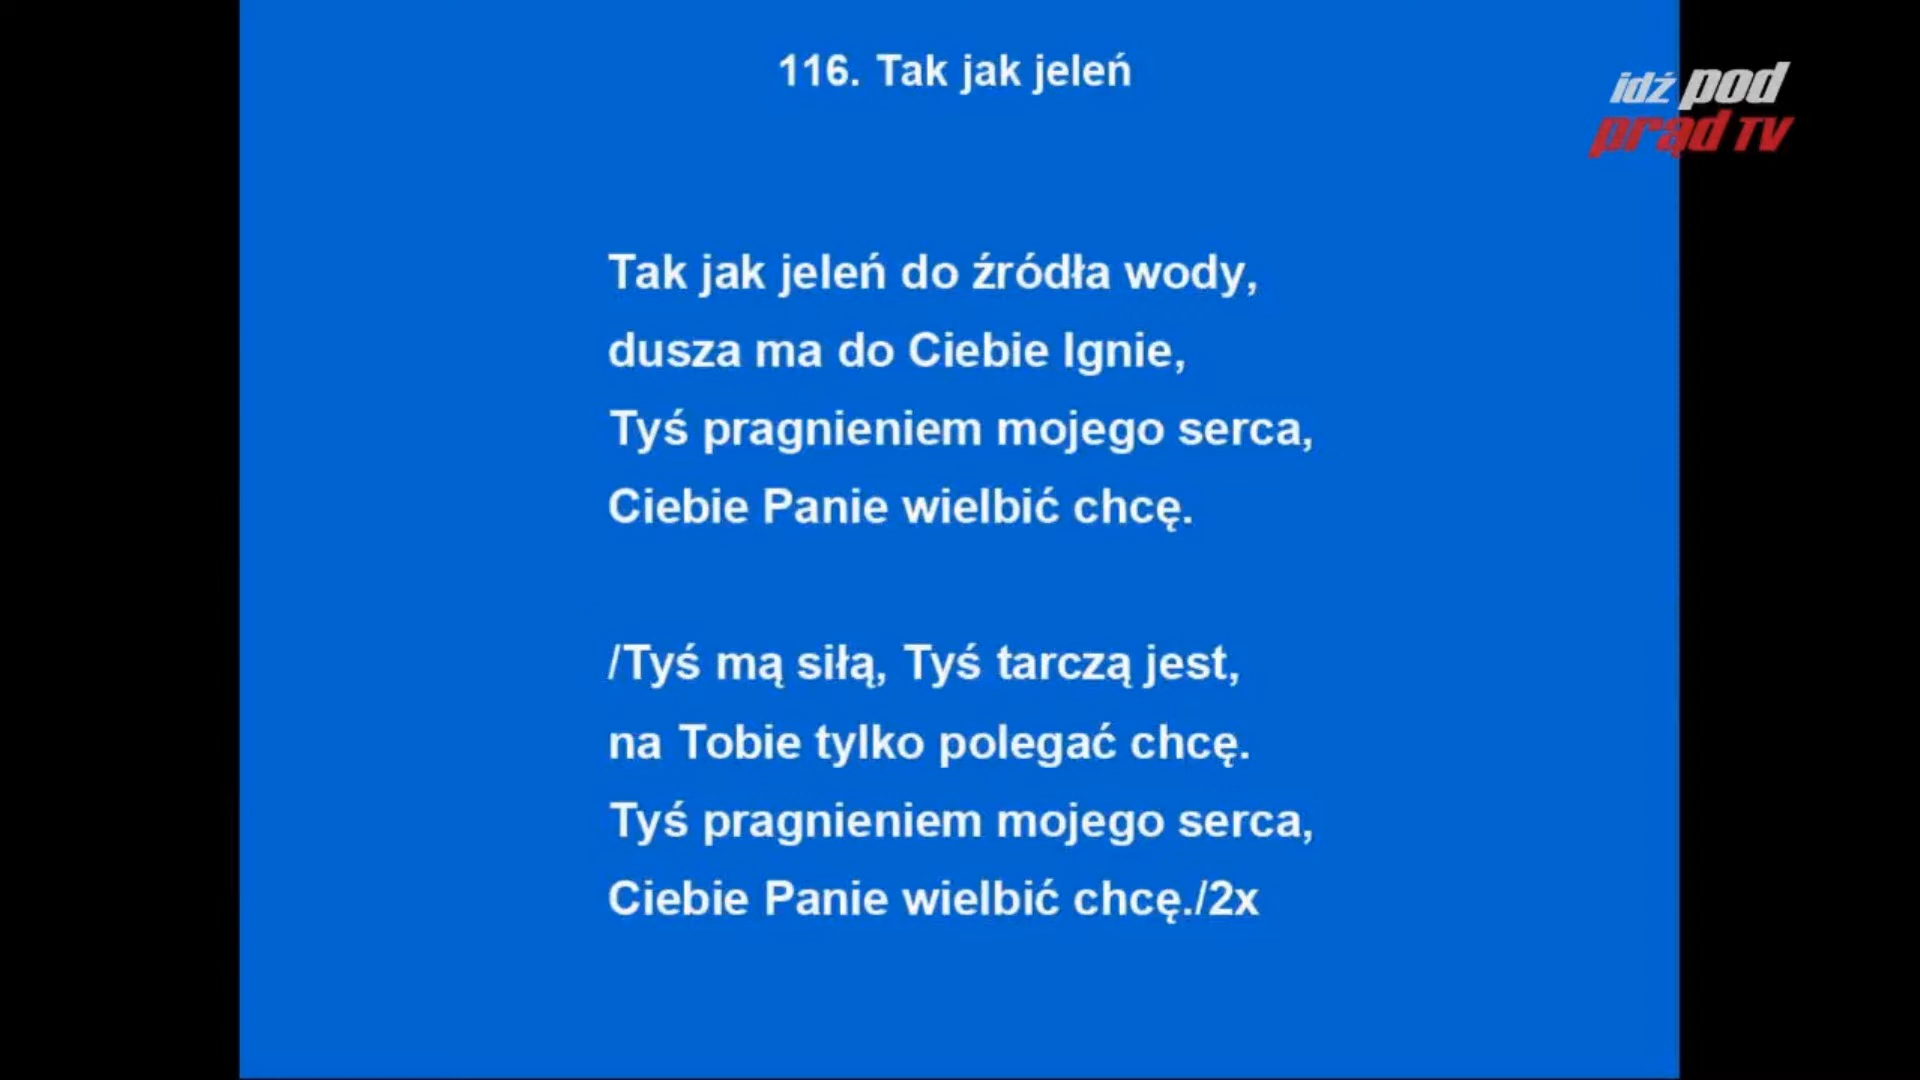 116. Tak jak jeleń
idź pod
prąd TV
Tak jak jeleń do źródła wody,
dusza ma do Ciebie lgnie,
Tyś pragnieniem mojego serca,
Ciebie Panie wielbić chcę.
/Tyś mą siłą, Tyś tarczą jest,
na Tobie tylko polegać chcę.
Tyś pragnieniem mojego serca,
Ciebie Panie wielbić chcę./2x